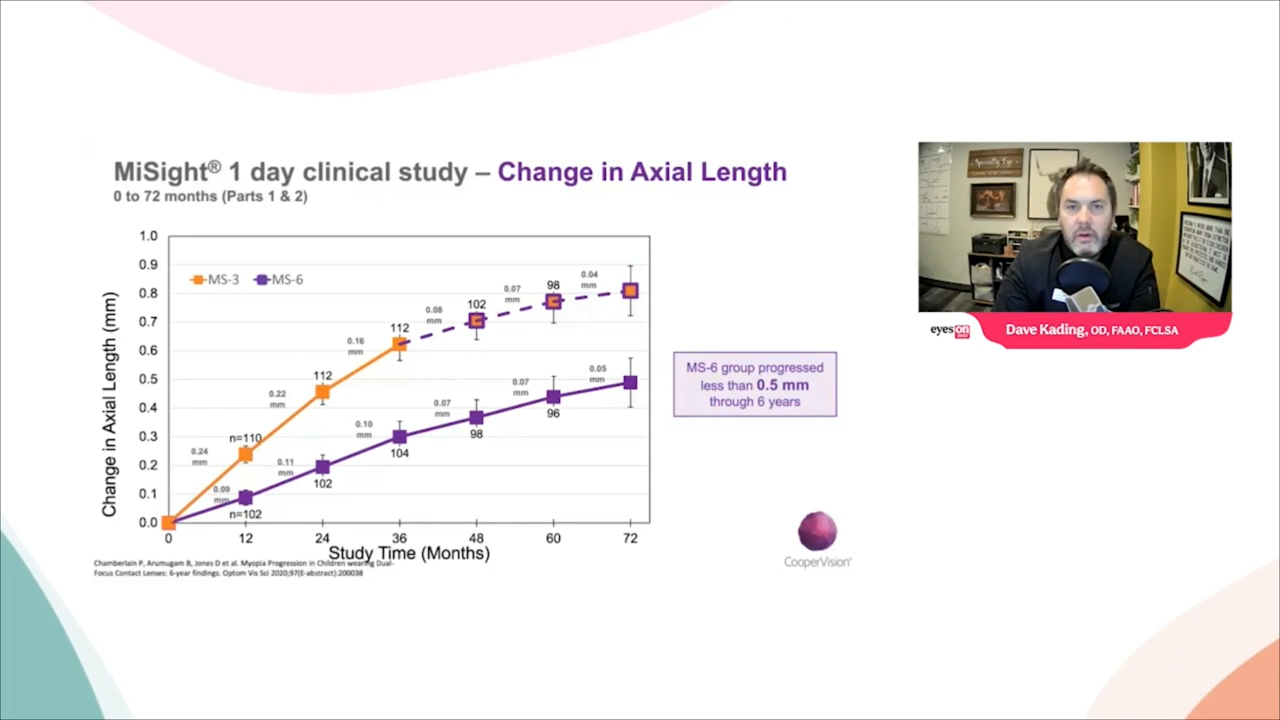 MiSight® 1 day clinical study – Change in Axial Length
0 to 72 months (Parts 1 & 2)
Change in Axial Length (mm)
1.0
0.9
0.8
0.7
0.6
0.5
0.4
0.3
0.2
0.1
0.0
MS-3
MS-6
0.24 mm
0.22 mm
0.16 mm
0.08 mm
0.07 mm
0.04 mm
n=110
112
112
102
98
0.09 mm
0.11 mm
0.10 mm
0.07 mm
0.07 mm
0.05 mm
n=102
102
104
98
96
0 12 24 36 48 60 72
Study Time (Months)
Chamberlain P, Arumugam B, Jones D et al. Myopia Progression in Children wearing Dual-
Focus Contact Lenses: 6-year findings. Optom Vis Sci 2020;97(E-abstract):200038
MS-6 group progressed
less than 0.5 mm
through 6 years
CooperVision®
eyes on
Dave Kading, OD, FAAO, FCLSA